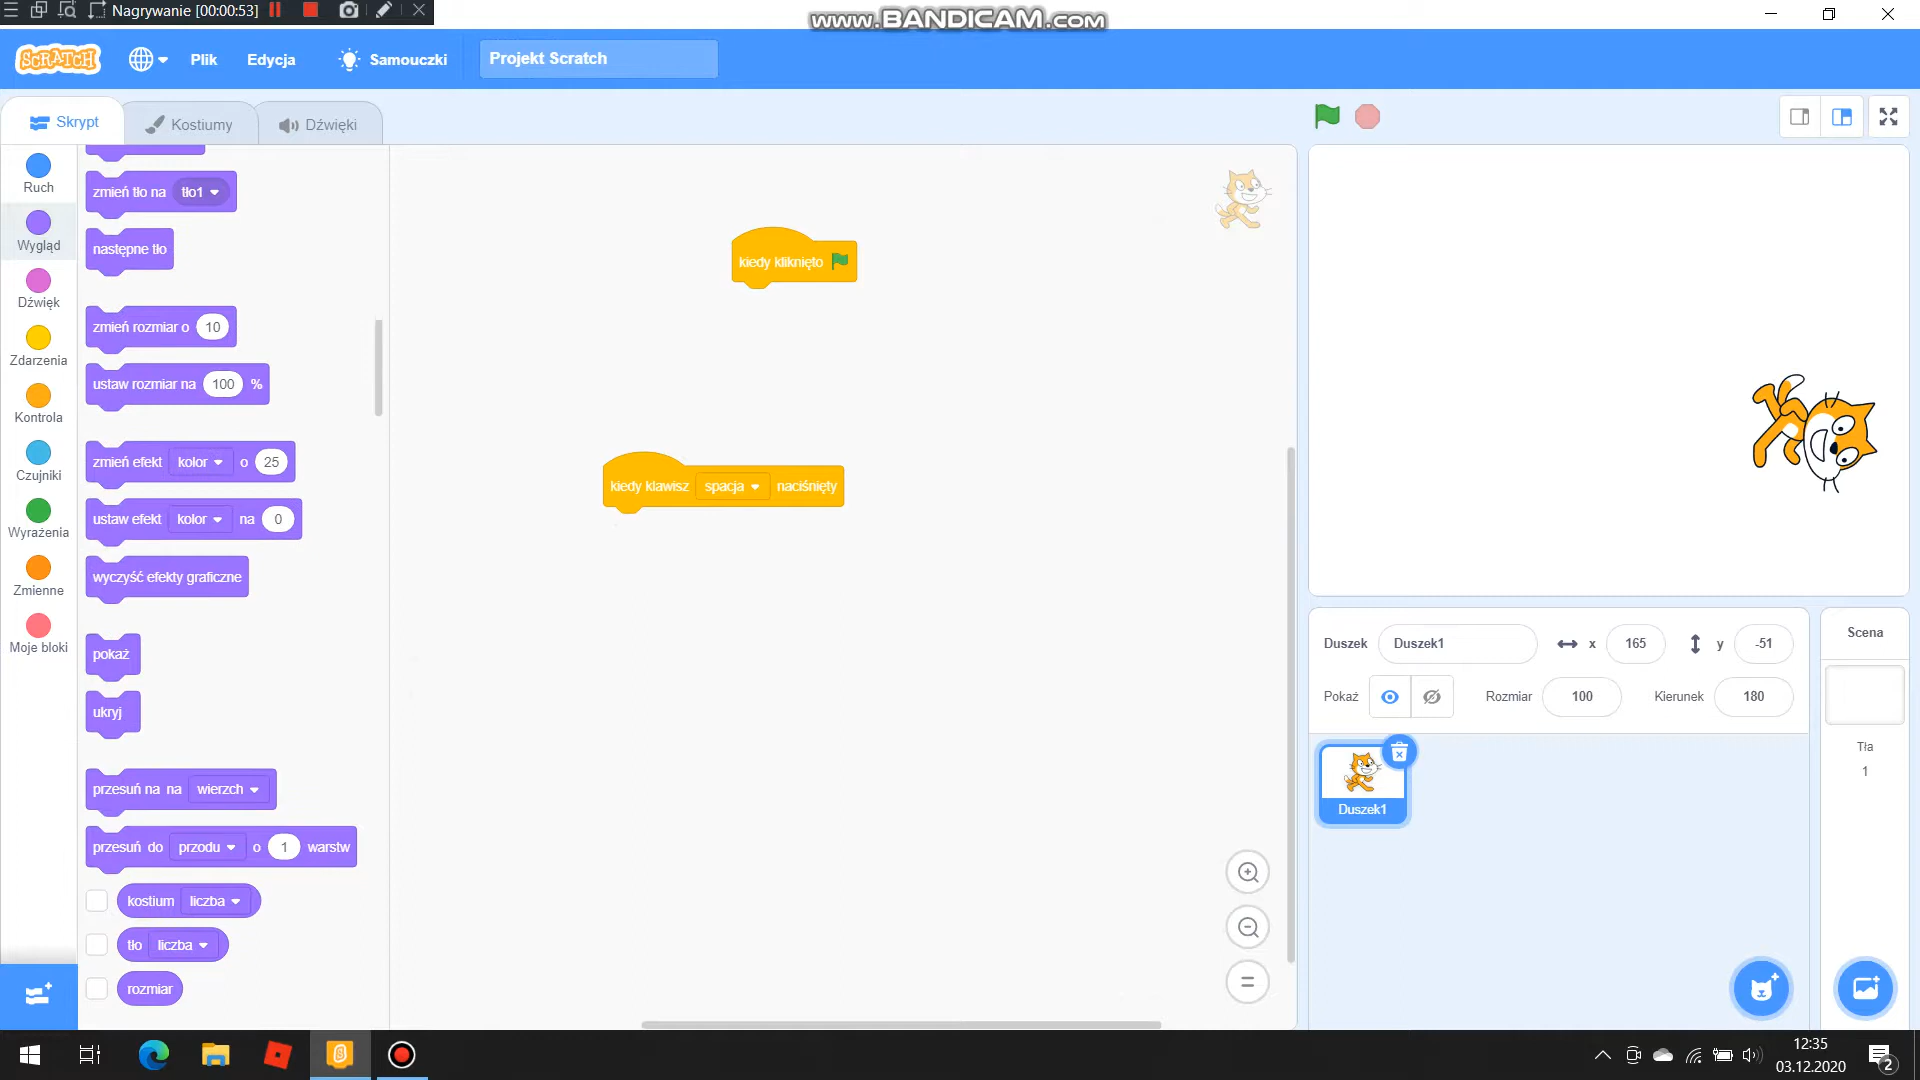 Nagrywanie [00:00:53]
www.BANDICAM.com
SCRATCH
Plik
Edycja
Samouczki
Projekt Scratch
Skrypt
Kostiumy
Dźwięki
Ruch
Wygląd
Dźwięk
Zdarzenia
Kontrola
Czujniki
Wyrażenia
Zmienne
Moje bloki
zmień tło na tło1
następne tło
zmień rozmiar o 10
ustaw rozmiar na 100 %
zmień efekt kolor o 25
ustaw efekt kolor na 0
wyczyść efekty graficzne
pokaż
ukryj
przesuń na na wierzch
przesuń do przodu o 1 warstw
kostium liczba
tło liczba
rozmiar
kiedy kliknięto
kiedy klawisz spacja naciśnięty
Duszek Duszek1 x 165 y -51
Pokaż Rozmiar 100 Kierunek 180
Duszek1
Scena
Tła
1
12:35
03.12.2020
2